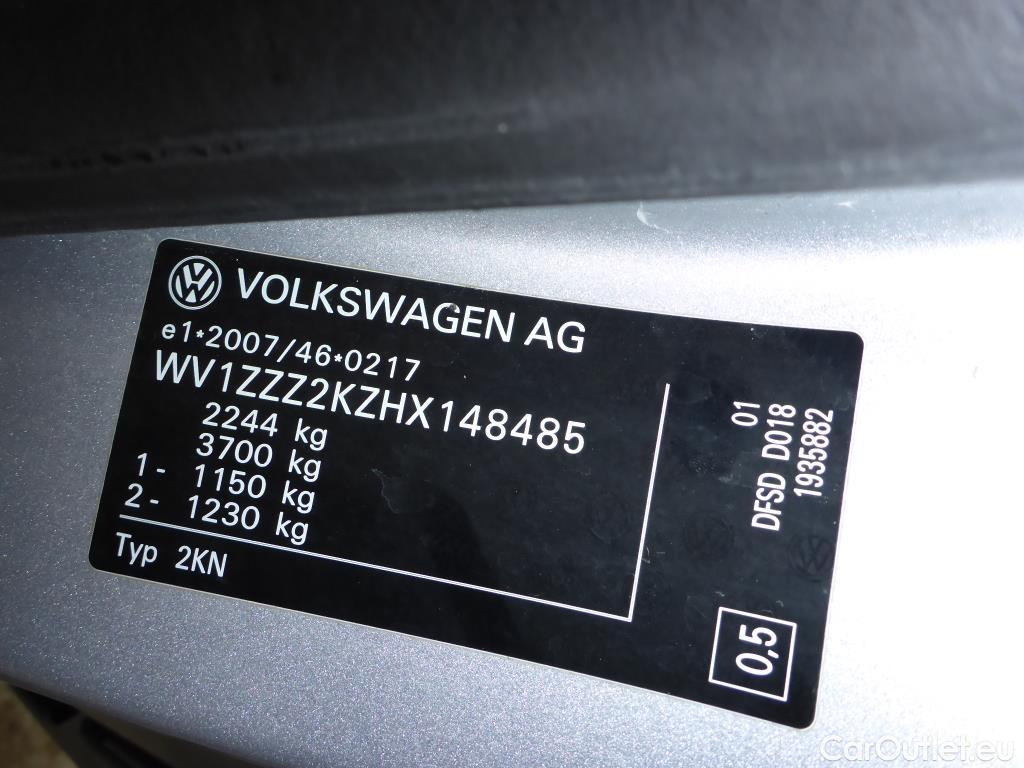 VOLKSWAGEN AG
e1*2007/46*0217
WV1ZZZ2KZHX148485
2244 kg
3700 kg
1- 1150 kg
2- 1230 kg
Typ 2KN
01
DFSD D018
1935882
0,5
CarOutlet.eu